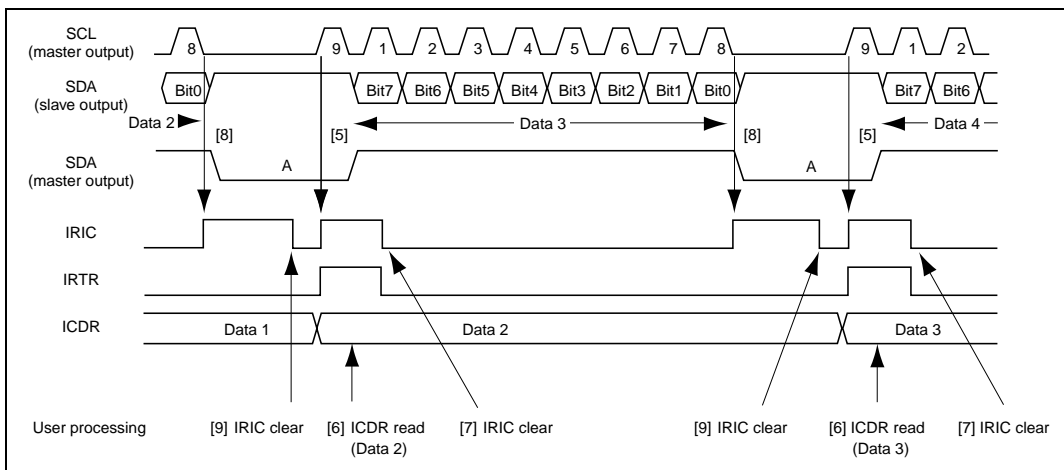 SCL
(master output)
8 9 1 2 3 4 5 6 7 8 9 1 2
SDA
(slave output)
Bit0 Bit7 Bit6 Bit5 Bit4 Bit3 Bit2 Bit1 Bit0 Bit7 Bit6
Data 2 [8] [5] Data 3 [8] [5] Data 4
SDA
(master output)
A A
IRIC
IRTR
ICDR
Data 1 Data 2 Data 3
User processing
[9] IRIC clear
[6] ICDR read
(Data 2)
[7] IRIC clear
[9] IRIC clear
[6] ICDR read
(Data 3)
[7] IRIC clear